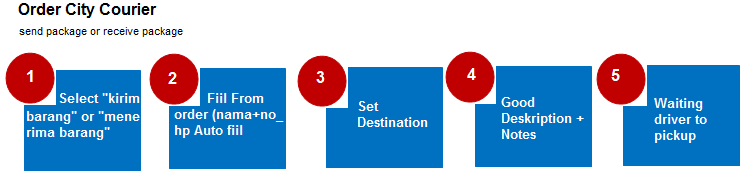 Order City Courier
send package or receive package
1
Select "kirim
barang" or "mene
rima barang"
2
Fiil From
order (nama+no_
hp Auto fiil
3
Set
Destination
4
Good
Deskription +
Notes
5
Waiting
driver to
pickup